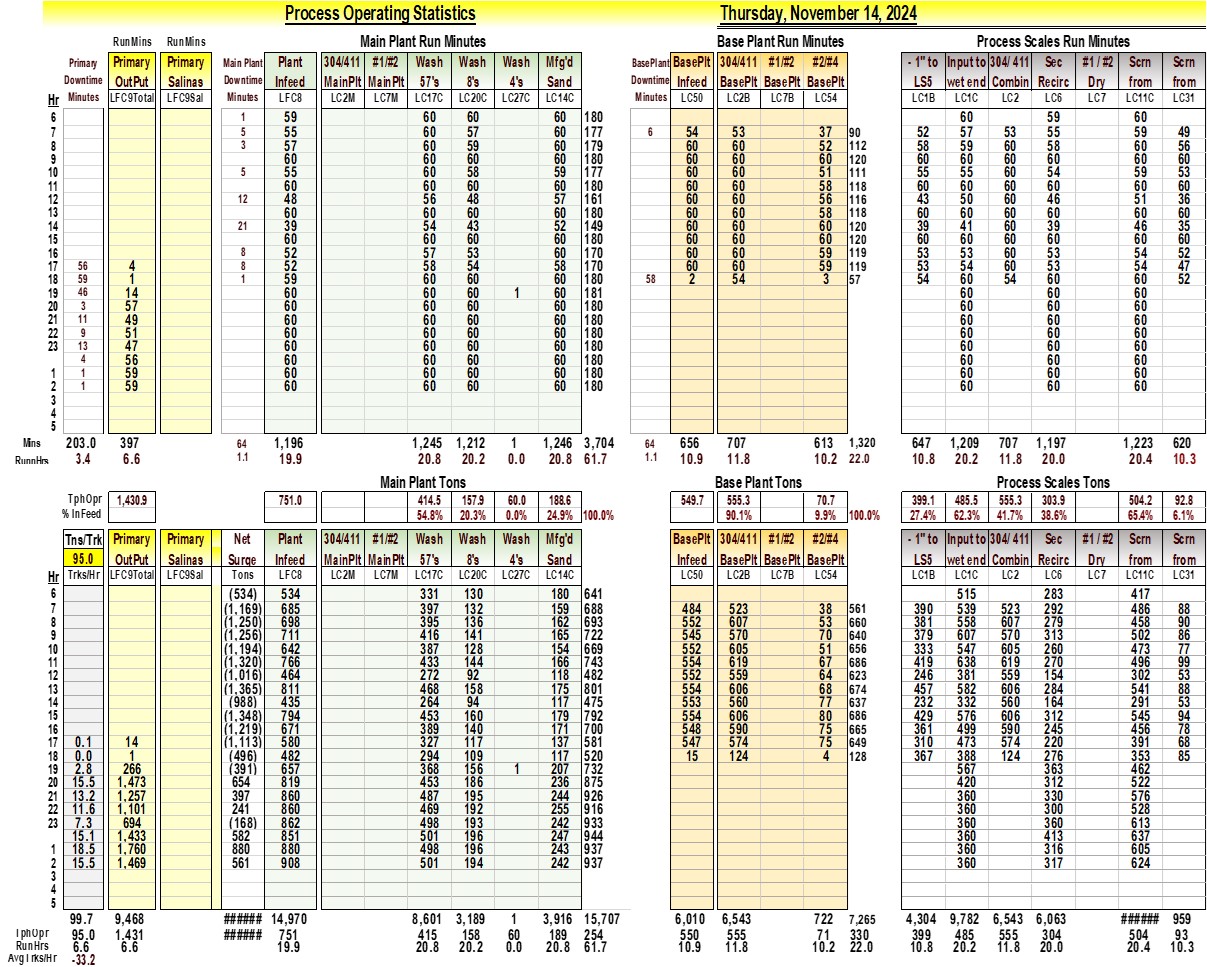 Process Operating Statistics Thursday, November 14, 2024
RunMins RunMins Main Plant Run Minutes Base Plant Run Minutes Process Scales Run Minutes
Primary Primary Primary Main Plant Plant 304/411 #1/#2 Wash Wash Wash Mfg'd BasePlant BasePlt 304/411 #1/#2 #2/#4 - 1" to Input to 304/ 411 Sec #1 / #2 Scrn Scrn
Downtime OutPut Salinas Downtime Infeed MainPlt MainPlt 57's 8's 4's Sand Downtime Infeed BasePlt BasePlt BasePlt LS5 wet end Combin Recirc Dry from from
Hr Minutes LFC9Total LFC9Sal Minutes LFC8 LC2M LC7M LC17C LC20C LC27C LC14C Minutes LC50 LC2B LC7B LC54 LC1B LC1C LC2 LC6 LC7 LC11C LC31
6 1 59 60 60 60 180 60 59 60
7 5 55 60 57 60 177 6 54 53 37 90 52 57 53 55 59 49
8 3 57 60 59 60 179 60 60 52 112 58 59 60 58 60 56
9 60 60 60 60 180 60 60 60 120 60 60 60 60 60 60
10 5 55 60 58 59 177 60 60 51 111 55 55 60 54 59 53
11 60 60 60 60 180 60 60 58 118 60 60 60 60 60 60
12 12 48 56 48 57 161 60 60 56 116 43 50 60 46 51 36
13 60 60 60 60 180 60 60 58 118 60 60 60 60 60 60
14 21 39 54 43 52 149 60 60 60 120 39 41 60 39 46 35
15 60 60 60 60 180 60 60 60 120 60 60 60 60 60 60
16 8 52 57 53 60 170 60 60 59 119 53 53 60 53 54 52
17 56 4 8 52 58 54 58 170 60 60 59 119 53 54 60 53 54 47
18 59 1 1 59 60 60 60 180 58 2 54 3 57 54 60 54 60 60 52
19 46 14 60 60 60 1 60 181 60 60 60
20 3 57 60 60 60 60 180 60 60 60
21 11 49 60 60 60 60 180 60 60 60
22 9 51 60 60 60 60 180 60 60 60
23 13 47 60 60 60 60 180 60 60 60
4 56 60 60 60 60 180 60 60 60
1 1 59 60 60 60 60 180 60 60 60
2 1 59 60 60 60 60 180 60 60 60
3
4
5
Mins 203.0 397 64 1,196 1,245 1,212 1 1,246 3,704 64 656 707 613 1,320 647 1,209 707 1,197 1,223 620
RunnHrs 3.4 6.6 1.1 19.9 20.8 20.2 0.0 20.8 61.7 1.1 10.9 11.8 10.2 22.0 10.8 20.2 11.8 20.0 20.4 10.3
Main Plant Tons Base Plant Tons Process Scales Tons
TphOpr 1,430.9 751.0 414.5 157.9 60.0 188.6 549.7 555.3 70.7 399.1 485.5 555.3 303.9 504.2 92.8
% InFeed 54.8% 20.3% 0.0% 24.9% 100.0% 90.1% 9.9% 100.0% 27.4% 62.3% 41.7% 38.6% 65.4% 6.1%
Tns/Trk Primary Primary Net Plant 304/411 #1/#2 Wash Wash Wash Mfg'd BasePlt 304/411 #1/#2 #2/#4 - 1" to Input to 304/ 411 Sec #1 / #2 Scrn Scrn
95.0 OutPut Salinas Surge Infeed MainPlt MainPlt 57's 8's 4's Sand Infeed BasePlt BasePlt BasePlt LS5 wet end Combin Recirc Dry from from
Hr Trks/Hr LFC9Total LFC9Sal Tons LFC8 LC2M LC7M LC17C LC20C LC27C LC14C LC50 LC2B LC7B LC54 LC1B LC1C LC2 LC6 LC7 LC11C LC31
6 (534) 534 331 130 180 641 515 283 417
7 (1,169) 685 397 132 159 688 484 523 38 561 390 539 523 292 486 88
8 (1,250) 698 395 136 162 693 552 607 53 660 381 558 607 279 458 90
9 (1,256) 711 416 141 165 722 545 570 70 640 379 607 570 313 502 86
10 (1,194) 642 387 128 154 669 552 605 51 656 333 547 605 260 473 77
11 (1,320) 766 433 144 166 743 554 619 67 686 419 638 619 270 496 99
12 (1,016) 464 272 92 118 482 552 559 64 623 246 381 559 154 302 53
13 (1,365) 811 468 158 175 801 554 606 68 674 457 582 606 284 541 88
14 (988) 435 264 94 117 475 553 560 77 637 232 332 560 164 291 53
15 (1,348) 794 453 160 179 792 554 606 80 686 429 576 606 312 545 94
16 (1,219) 671 389 140 171 700 548 590 75 665 361 499 590 245 456 78
17 0.1 14 (1,113) 580 327 117 137 581 547 574 75 649 310 473 574 220 391 68
18 0.0 1 (496) 482 294 109 117 520 15 124 4 128 367 388 124 276 353 85
19 2.8 266 (391) 657 368 156 1 207 732 567 363 462
20 15.5 1,473 654 819 453 186 236 875 420 312 522
21 13.2 1,257 397 860 487 195 244 926 360 330 576
22 11.6 1,101 241 860 469 192 255 916 360 300 528
23 7.3 694 (168) 862 498 193 242 933 360 360 613
15.1 1,433 582 851 501 196 247 944 360 413 637
1 18.5 1,760 880 880 498 196 243 937 360 316 605
2 15.5 1,469 561 908 501 194 242 937 360 317 624
3
4
5
99.7 9,468 ###### 14,970 8,601 3,189 1 3,916 15,707 6,010 6,543 722 7,265 4,304 9,782 6,543 6,063 ###### 959
TphOpr 95.0 1,431 ###### 751 415 158 60 189 254 550 555 71 330 399 485 555 304 504 93
RunHrs 6.6 6.6 19.9 20.8 20.2 0.0 20.8 61.7 10.9 11.8 10.2 22.0 10.8 20.2 11.8 20.0 20.4 10.3
AvgTrks/Hr -33.2